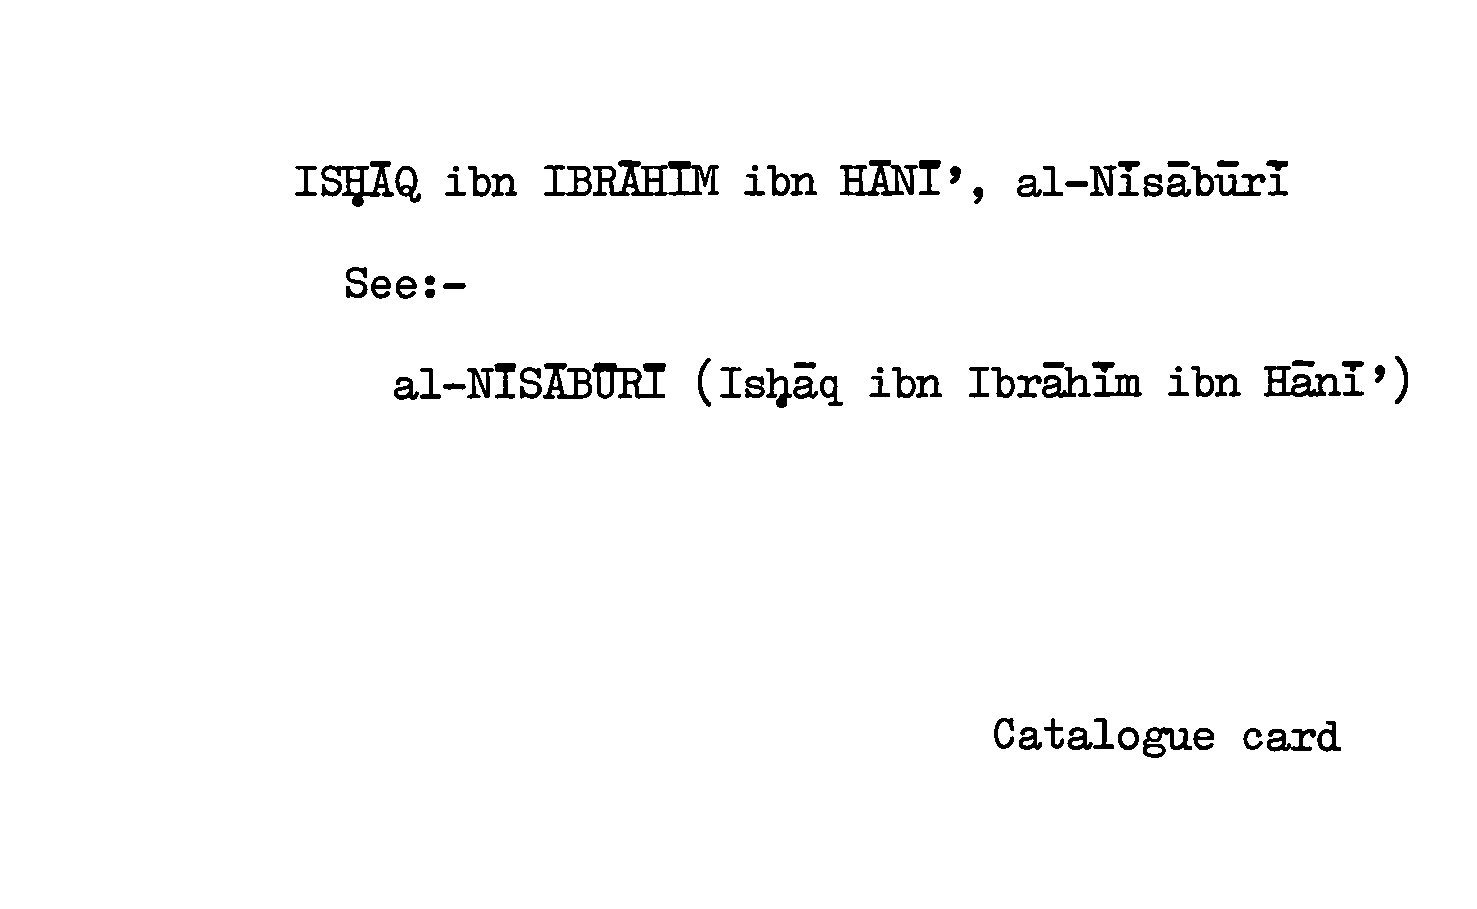 ISḤĀQ ibn IBRĀHĪM ibn HĀNĪ’, al-Nīsābūrī
See:-
al-NĪSĀBŪRĪ (Isḥāq ibn Ibrāhīm ibn Hānī’)
Catalogue card